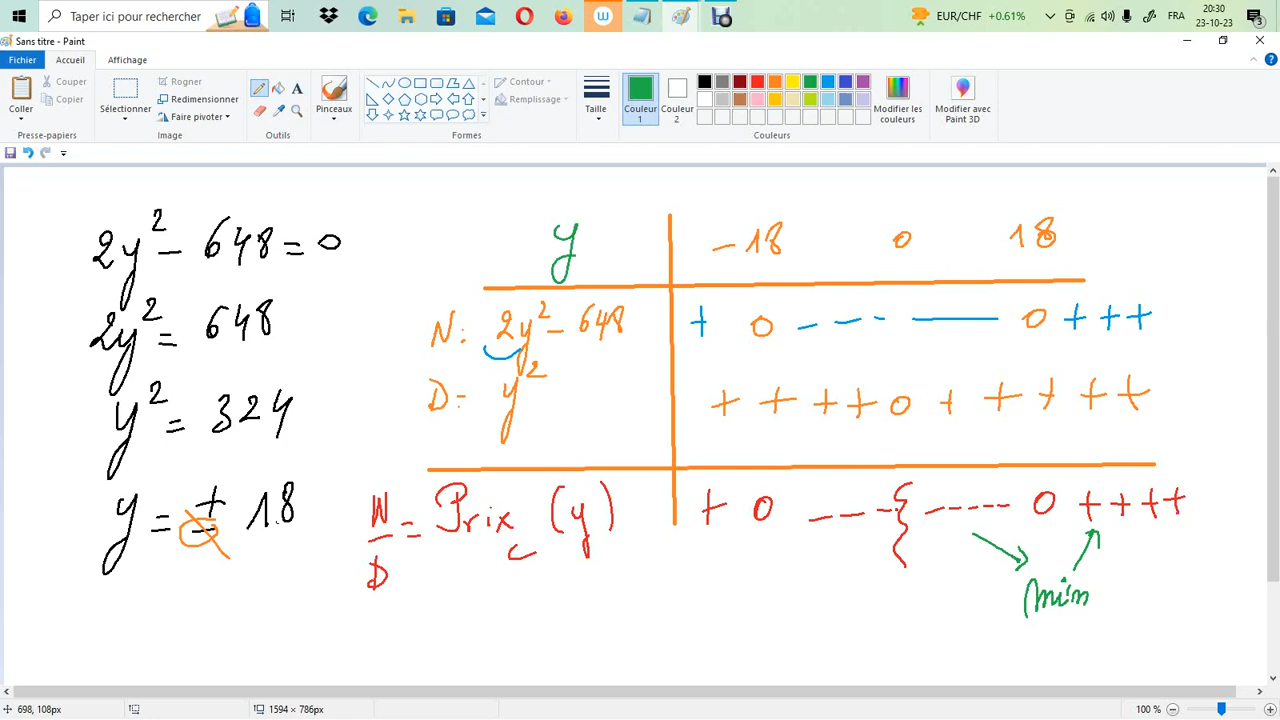 Taper ici pour rechercher
EUR/CHF +0.61% FRA 20:30 23-10-23 3
Sans titre - Paint
Fichier Accueil Affichage
Coller Couper Copier
Sélectionner Rogner Redimensionner Faire pivoter
Pinceaux
Contour Remplissage
Taille
Couleur 1
Couleur 2
Modifier les couleurs
Modifier avec Paint 3D
Presse-papiers Image Outils Formes Couleurs
2y² - 648 = 0
2y² = 648
y² = 324
y = ± 18
y -18 0 18
N: 2y² - 648 + 0 - - - - 0 + + +
D: y² + + + + 0 + + + + +
N/D = Prix (y) + 0 - - - { - - - - - 0 + + + +
c
min
698, 108px 1594 × 786px 100 %